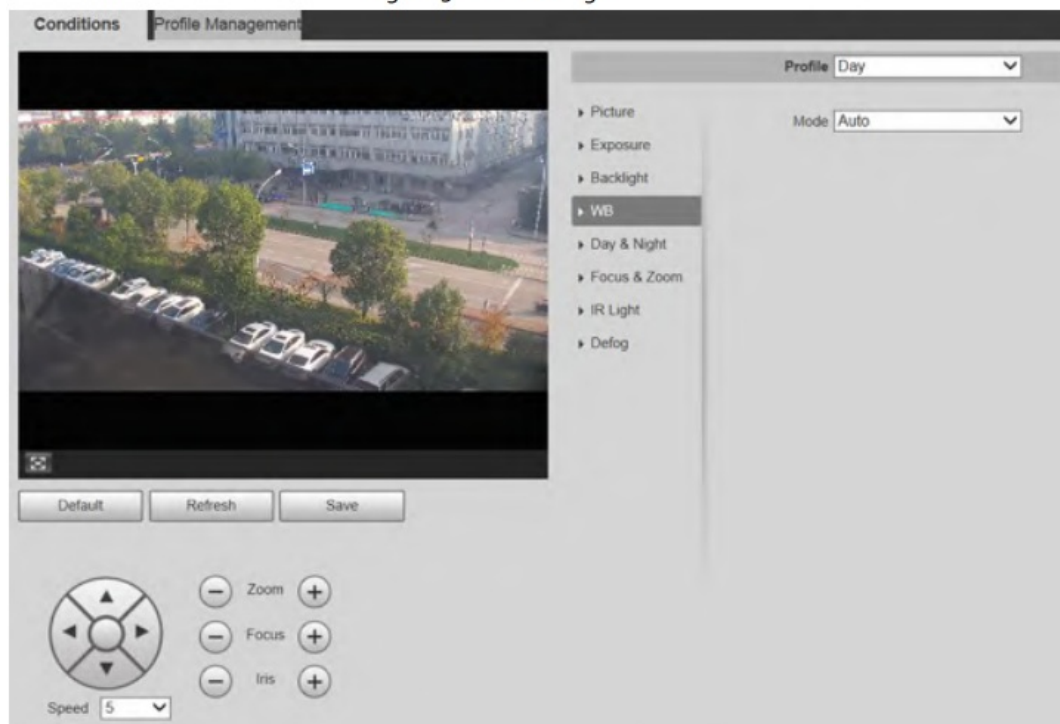 Conditions
Profile Management
Profile Day
Mode Auto
Picture
Exposure
Backlight
WB
Day & Night
Focus & Zoom
IR Light
Defog
Default
Refresh
Save
Zoom
Focus
Iris
Speed 5